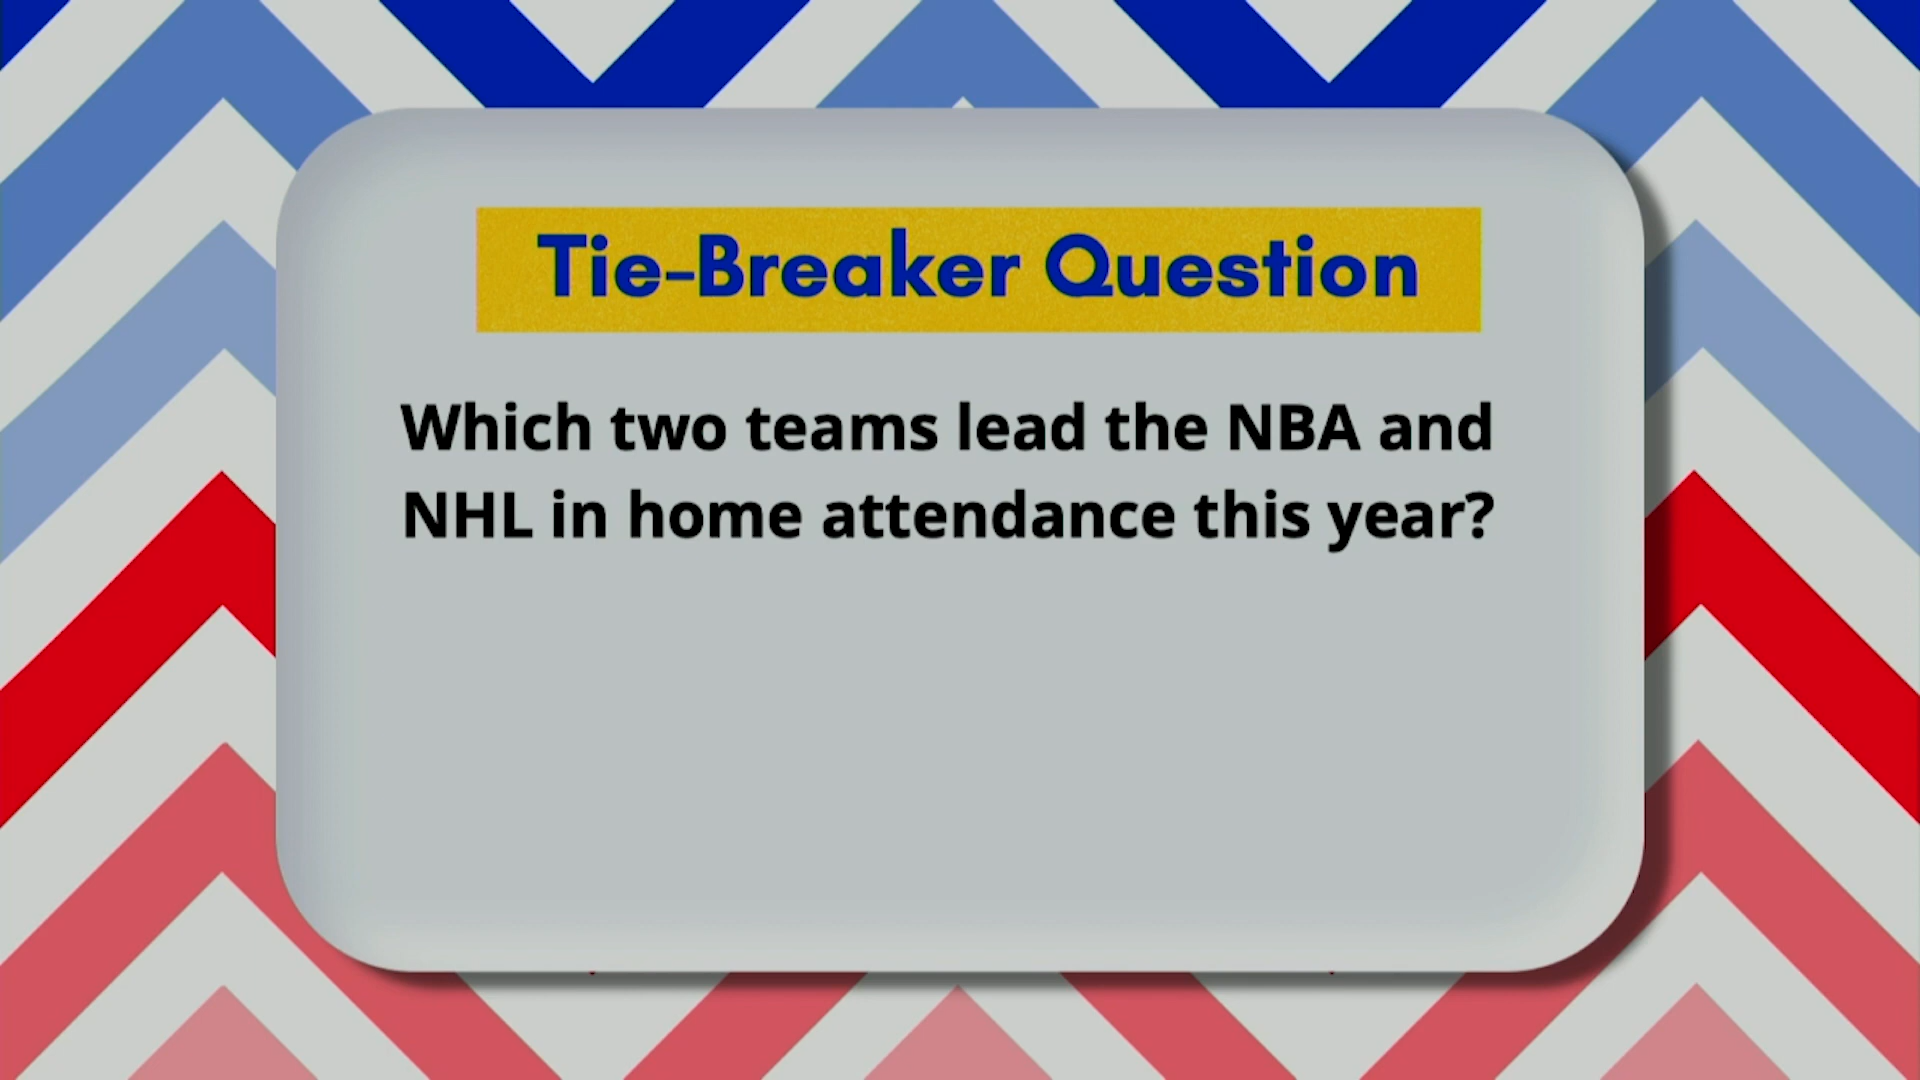 Tie-Breaker Question
Which two teams lead the NBA and
NHL in home attendance this year?